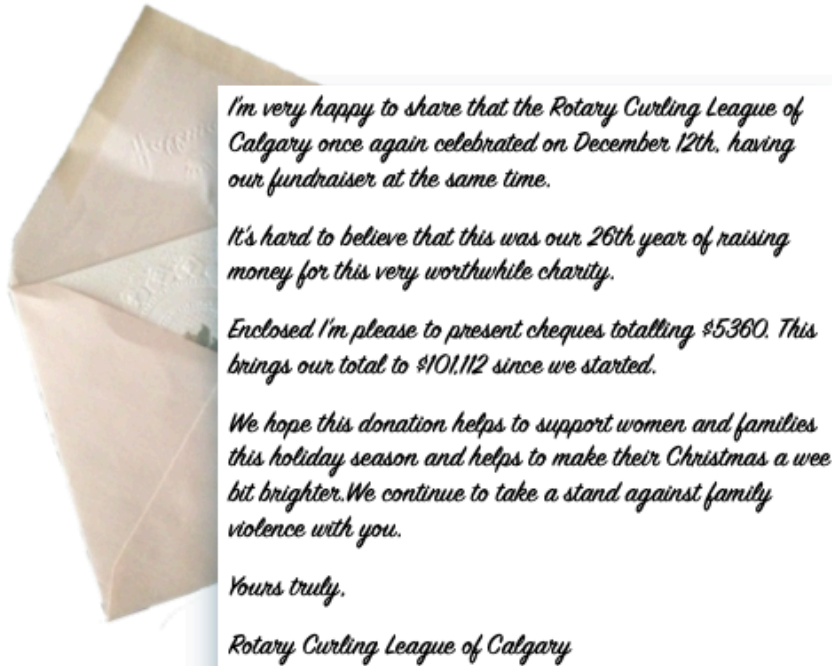 I'm very happy to share that the Rotary Curling League of
Calgary once again celebrated on December 12th, having
our fundraiser at the same time.
It's hard to believe that this was our 26th year of raising
money for this very worthwhile charity.
Enclosed I'm please to present cheques totalling $5360. This
brings our total to $101,112 since we started.
We hope this donation helps to support women and families
this holiday season and helps to make their Christmas a wee
bit brighter.We continue to take a stand against family
violence with you.
Yours truly,
Rotary Curling League of Calgary